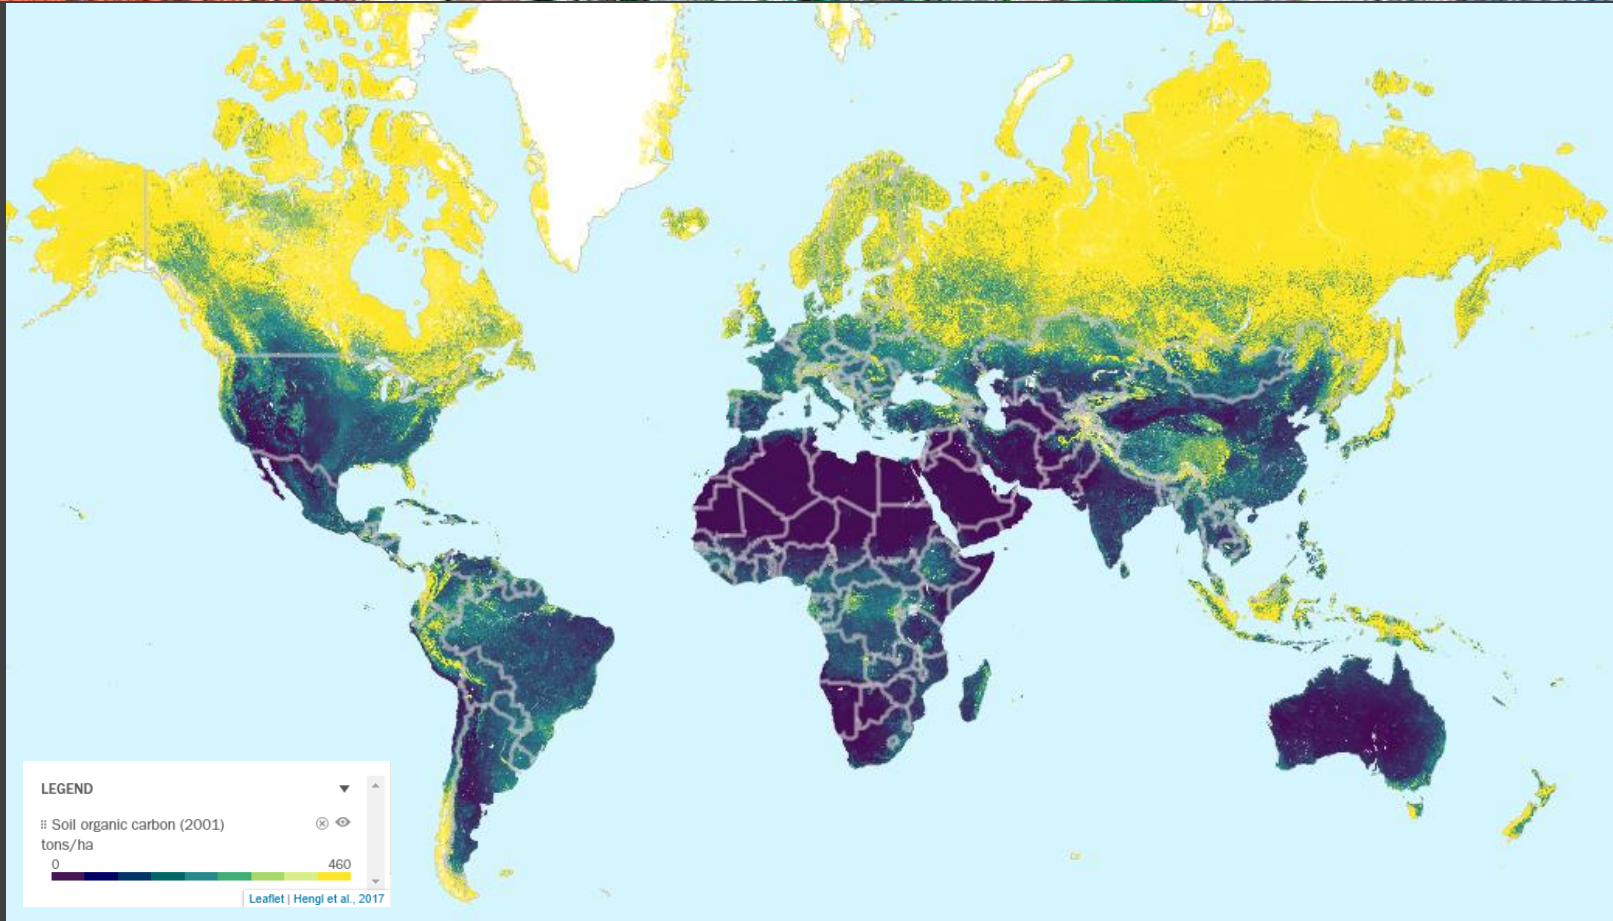 LEGEND
Soil organic carbon (2001)
tons/ha
0 460
Leaflet | Hengl et al., 2017